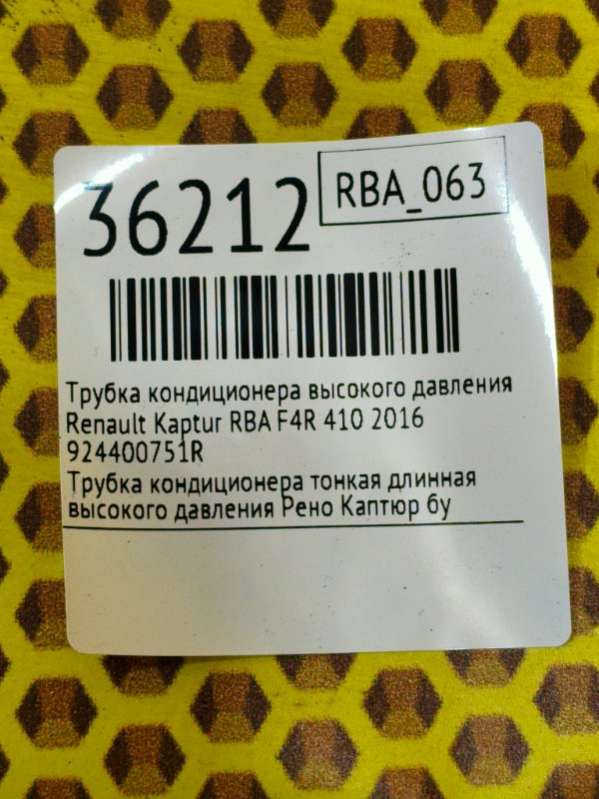 36212
RBA_063
Трубка кондиционера высокого давления
Renault Kaptur RBA F4R 410 2016
924400751R
Трубка кондиционера тонкая длинная
высокого давления Рено Каптюр бу